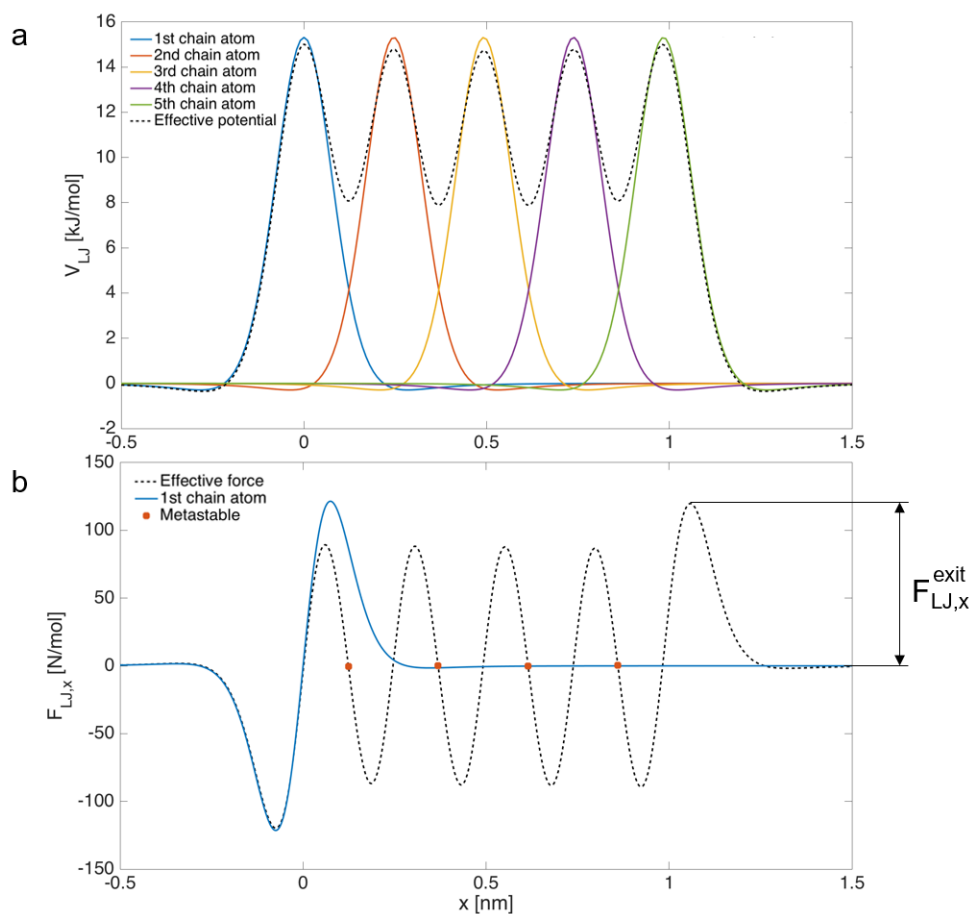 a
16
14
12
10
8
6
4
2
0
-2
V_LJ [kJ/mol]
1st chain atom
2nd chain atom
3rd chain atom
4th chain atom
5th chain atom
Effective potential
-0.5 0 0.5 1 1.5
b
150
100
50
0
-50
-100
-150
F_LJ,x [N/mol]
Effective force
1st chain atom
Metastable
F_LJ,x^exit
-0.5 0 0.5 1 1.5
x [nm]